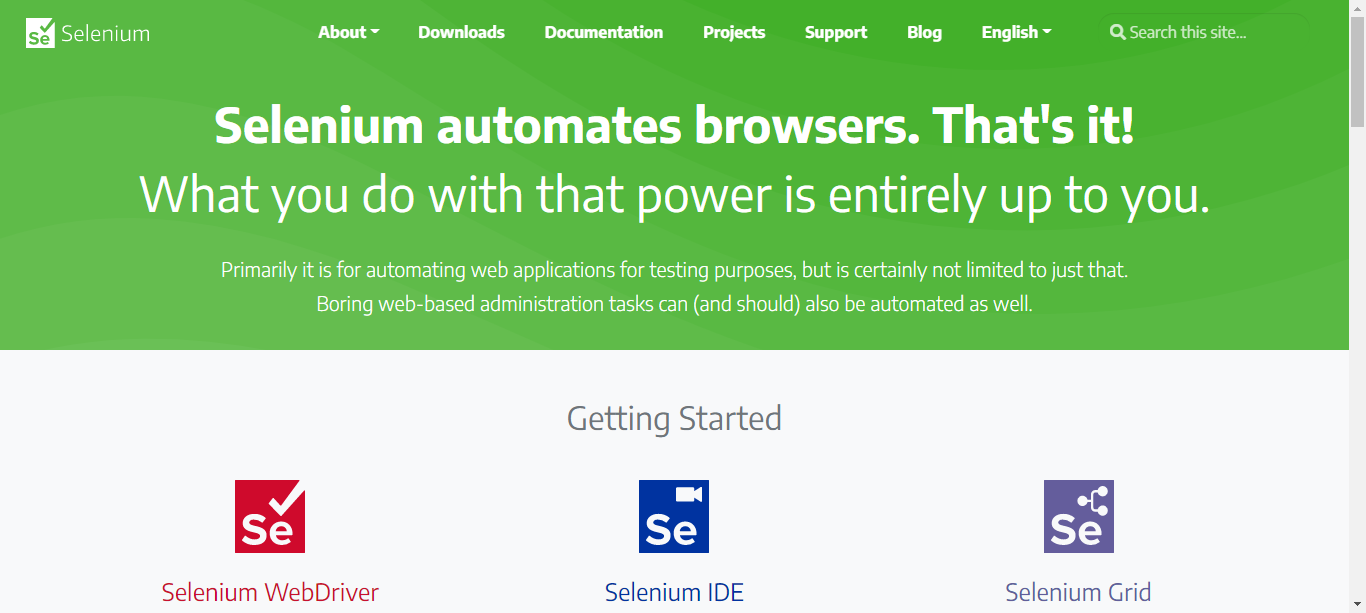 Se Selenium About Downloads Documentation Projects Support Blog English Search this site...
Selenium automates browsers. That's it!
What you do with that power is entirely up to you.
Primarily it is for automating web applications for testing purposes, but is certainly not limited to just that.
Boring web-based administration tasks can (and should) also be automated as well.
Getting Started
Se Se Se
Selenium WebDriver Selenium IDE Selenium Grid